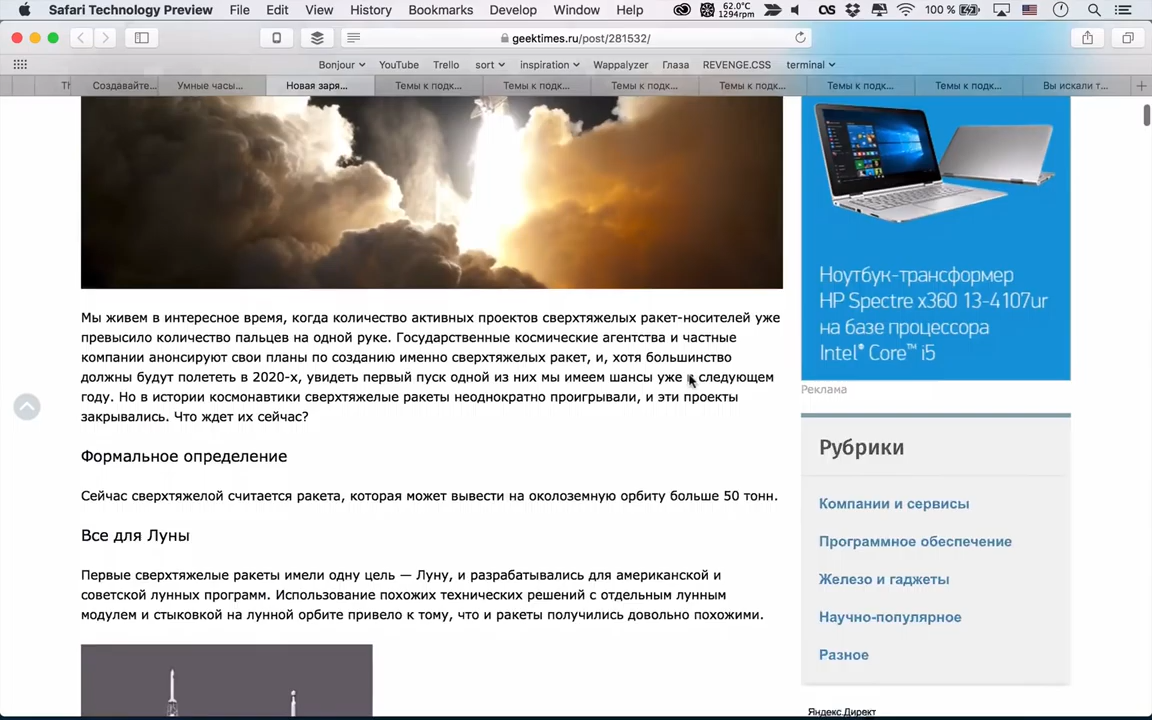 Safari Technology Preview File Edit View History Bookmarks Develop Window Help 62.0°C 1294rpm 100 %
geektimes.ru/post/281532/
Bonjour YouTube Trello sort inspiration Wappalyzer Глаза REVENGE.CSS terminal
Th Создавайте... Умные часы... Новая заря... Темы к подк... Темы к подк... Темы к подк... Темы к подк... Темы к подк... Темы к подк... Вы искали т...
Мы живем в интересное время, когда количество активных проектов сверхтяжелых ракет-носителей уже
превысило количество пальцев на одной руке. Государственные космические агентства и частные
компании анонсируют свои планы по созданию именно сверхтяжелых ракет, и, хотя большинство
должны будут полететь в 2020-х, увидеть первый пуск одной из них мы имеем шансы уже в следующем
году. Но в истории космонавтики сверхтяжелые ракеты неоднократно проигрывали, и эти проекты
закрывались. Что ждет их сейчас?
Формальное определение
Сейчас сверхтяжелой считается ракета, которая может вывести на околоземную орбиту больше 50 тонн.
Все для Луны
Первые сверхтяжелые ракеты имели одну цель — Луну, и разрабатывались для американской и
советской лунных программ. Использование похожих технических решений с отдельным лунным
модулем и стыковкой на лунной орбите привело к тому, что и ракеты получились довольно похожими.
Ноутбук-трансформер
HP Spectre x360 13-4107ur
на базе процессора
Intel® Core™ i5
Реклама
Рубрики
Компании и сервисы
Программное обеспечение
Железо и гаджеты
Научно-популярное
Разное
Яндекс.Директ